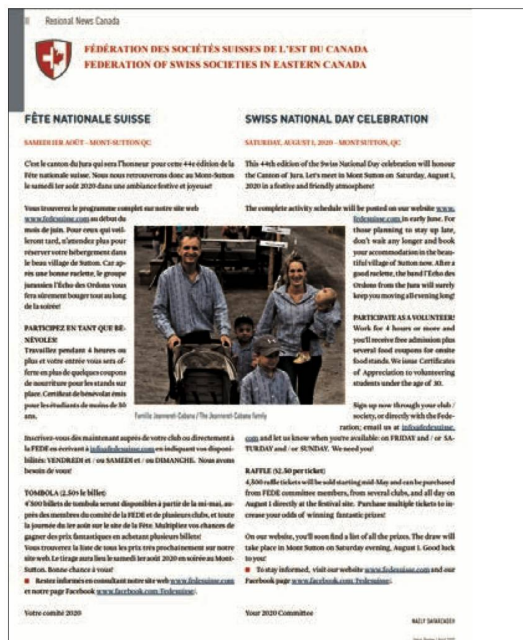 Regional News Canada
FÉDÉRATION DES SOCIÉTÉS SUISSES DE L'EST DU CANADA
FEDERATION OF SWISS SOCIETIES IN EASTERN CANADA
FÊTE NATIONALE SUISSE
SAMEDI 1ER AOÛT – MONT-SUTTON QC
C'est le canton du Jura qui sera l'honneur pour cette 44e édition de la
Fête nationale suisse. Nous nous retrouverons donc au Mont-Sutton
le samedi 1er août 2020 dans une ambiance festive et joyeuse!
Vous trouverez le programme complet sur notre site web
www.fedesuisse.com au début du
mois de juin. Pour ceux qui veil-
leront tard, n'attendez plus pour
réserver votre hébergement dans
le beau village de Sutton. Car ap-
rès une bonne raclette, le groupe
jurassien l'Écho des Ordons vous
fera sûrement bouger tout au long
de la soirée!
PARTICIPEZ EN TANT QUE BÉ-
NÉVOLES!
Travaillez pendant 4 heures ou
plus et votre entrée vous sera of-
ferte en plus de quelques coupons
de nourriture pour les stands sur
place. Certificat de bénévolat émis
pour les étudiants de moins de 30
ans.
Inscrivez-vous dès maintenant auprès de votre club ou directement à
la FEDE en écrivant à info@fedesuisse.com en indiquant vos disponi-
bilités: VENDREDI et / ou SAMEDI et / ou DIMANCHE. Nous avons
besoin de vous!
TOMBOLA (2.50$ le billet)
4'500 billets de tombola seront disponibles à partir de la mi-mai, au-
près des membres du comité de la FEDE et de plusieurs clubs, et toute
la journée du 1er août sur le site de la Fête. Multipliez vos chances de
gagner des prix fantastiques en achetant plusieurs billets!
Vous trouverez la liste de tous les prix très prochainement sur notre
site web. Le tirage aura lieu le samedi 1er août 2020 en soirée au Mont-
Sutton. Bonne chance à vous!
Restez informés en consultant notre site web www.fedesuisse.com
et notre page Facebook www.facebook.com/fedesuisse/.
Votre comité 2020
Famille Jeanneret-Cabana / The Jeanneret-Cabana family
SWISS NATIONAL DAY CELEBRATION
SATURDAY, AUGUST 1, 2020 – MONT SUTTON, QC
This 44th edition of the Swiss National Day celebration will honour
the Canton of Jura. Let's meet in Mont Sutton on Saturday, August 1,
2020 in a festive and friendly atmosphere!
The complete activity schedule will be posted on our website www.
fedesuisse.com in early June. For
those planning to stay up late,
don't wait any longer and book
your accommodation in the beau-
tiful village of Sutton now. After a
good raclette, the band l'Écho des
Ordons from the Jura will surely
keep you moving all evening long!
PARTICIPATE AS A VOLUNTEER!
Work for 4 hours or more and
you'll receive free admission plus
several food coupons for onsite
food stands. We issue Certificates
of Appreciation to volunteering
students under the age of 30.
Sign up now through your club /
society, or directly with the Fede-
ration; email us at info@fedesuisse.
com and let us know when you're available: on FRIDAY and / or SA-
TURDAY and / or SUNDAY. We need you!
RAFFLE ($2.50 per ticket)
4,500 raffle tickets will be sold starting mid-May and can be purchased
from FEDE committee members, from several clubs, and all day on
August 1 directly at the festival site. Purchase multiple tickets to in-
crease your odds of winning fantastic prizes!
On our website, you'll soon find a list of all the prizes. The draw will
take place in Mont Sutton on Saturday evening, August 1. Good luck
to you!
To stay informed, visit our website www.fedesuisse.com and our
Facebook page www.facebook.com/fedesuisse/.
Your 2020 Committee